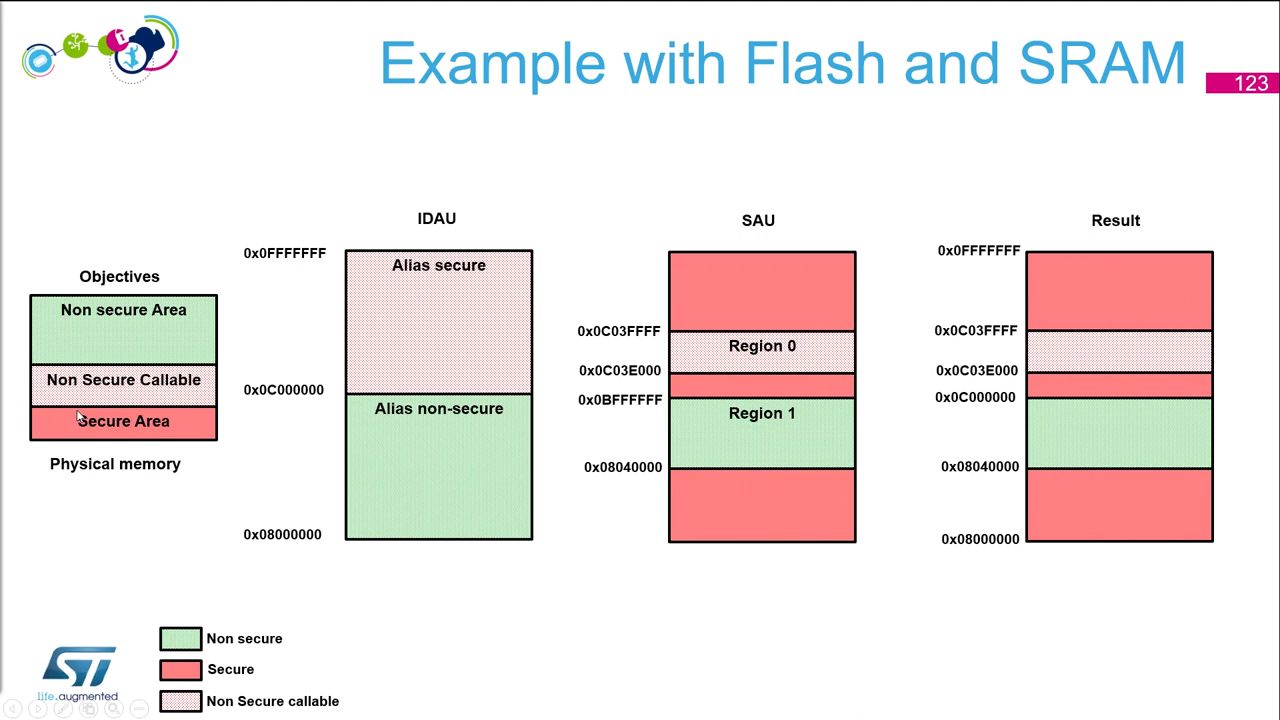 Example with Flash and SRAM
123
Objectives
Non secure Area
Non Secure Callable
Secure Area
Physical memory
IDAU
0x0FFFFFFF
Alias secure
0x0C000000
Alias non-secure
0x08000000
SAU
0x0C03FFFF
Region 0
0x0C03E000
0x0BFFFFFF
Region 1
0x08040000
Result
0x0FFFFFFF
0x0C03FFFF
0x0C03E000
0x0C000000
0x08040000
0x08000000
Non secure
Secure
Non Secure callable
ST
life.augmented